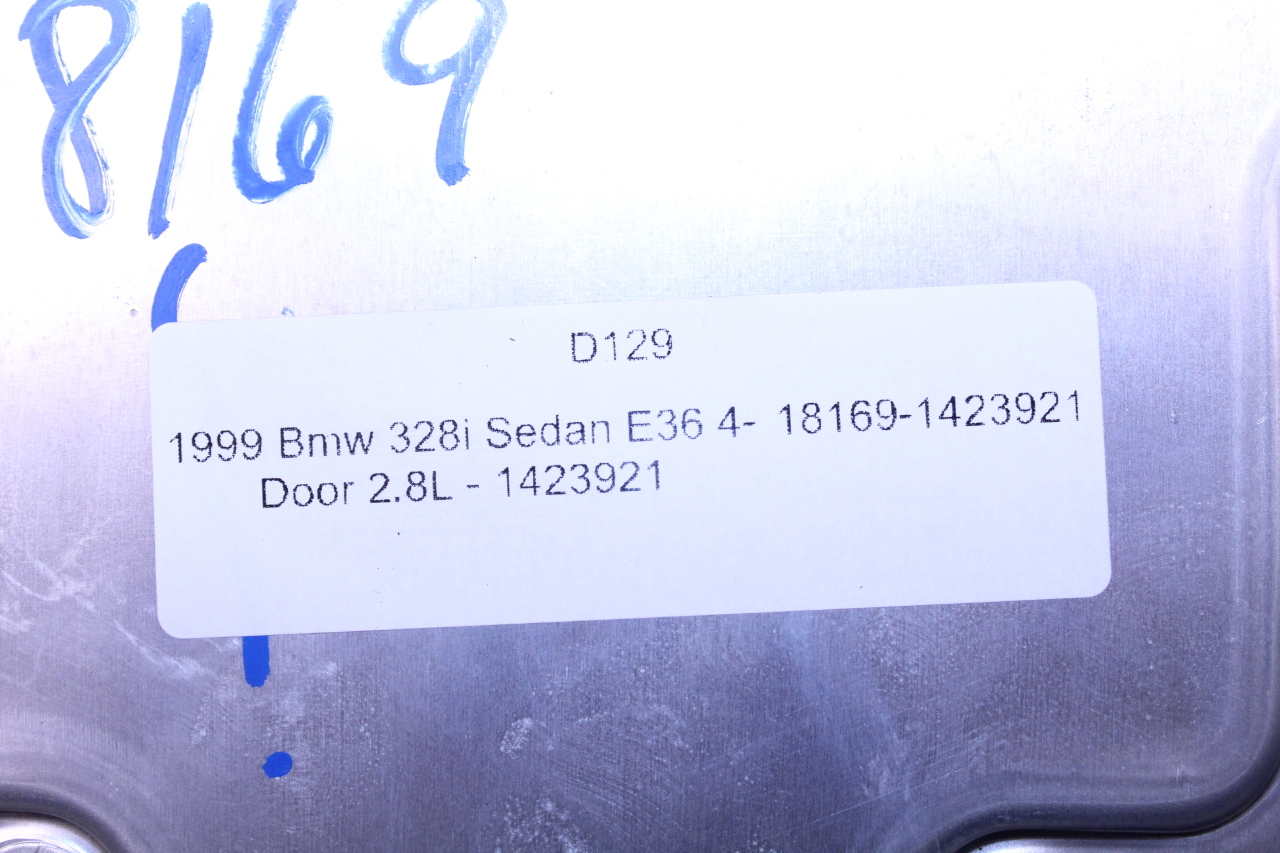 8169
D129
1999 Bmw 328i Sedan E36 4- 18169-1423921
Door 2.8L - 1423921